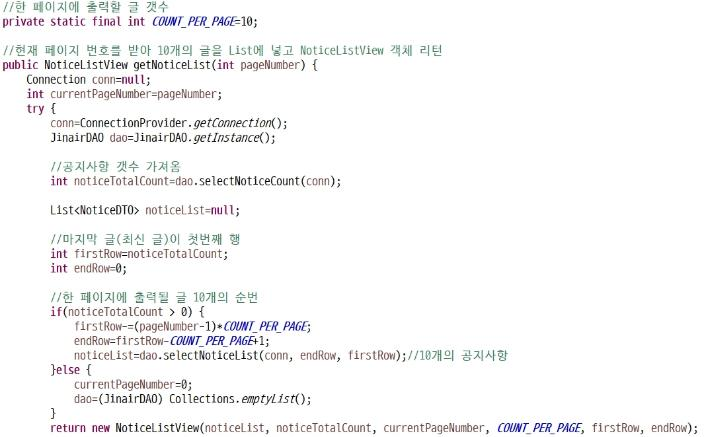 //한 페이지에 출력할 글 갯수
private static final int COUNT_PER_PAGE=10;
//현재 페이지 번호를 받아 10개의 글을 List에 넣고 NoticeListView 객체 리턴
public NoticeListView getNoticeList(int pageNumber) {
Connection conn=null;
int currentPageNumber=pageNumber;
try {
conn=ConnectionProvider.getConnection();
JinairDAO dao=JinairDAO.getInstance();
//공지사항 갯수 가져옴
int noticeTotalCount=dao.selectNoticeCount(conn);
List<NoticeDTO> noticeList=null;
//마지막 글(최신 글)이 첫번째 행
int firstRow=noticeTotalCount;
int endRow=0;
//한 페이지에 출력될 글 10개의 순번
if(noticeTotalCount > 0) {
firstRow-=(pageNumber-1)*COUNT_PER_PAGE;
endRow=firstRow-COUNT_PER_PAGE+1;
noticeList=dao.selectNoticeList(conn, endRow, firstRow);//10개의 공지사항
}else {
currentPageNumber=0;
dao=(JinairDAO) Collections.emptyList();
}
return new NoticeListView(noticeList, noticeTotalCount, currentPageNumber, COUNT_PER_PAGE, firstRow, endRow);